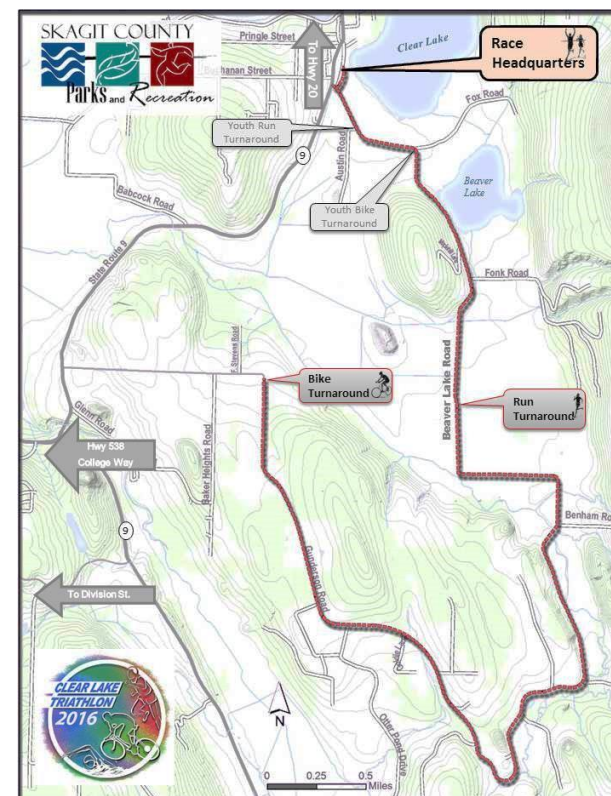 SKAGIT COUNTY
Parks and Recreation
To Hwy 20
Pringle Street
Clear Lake
Race
Headquarters
Youth Run
Turnaround
Austin Road
Fox Road
9
Youth Bike
Turnaround
Beaver
Lake
Babcock Road
State Route 9
Fonk Road
Beaver Lake Road
Bike
Turnaround
Run
Turnaround
Glenn Road
Hwy 538
College Way
Baker Heights Road
Benham Ro
9
Gunderson Road
To Division St.
Otter Pond Drive
CLEAR LAKE
TRIATHLON
2016
N
0 0.25 0.5
Miles